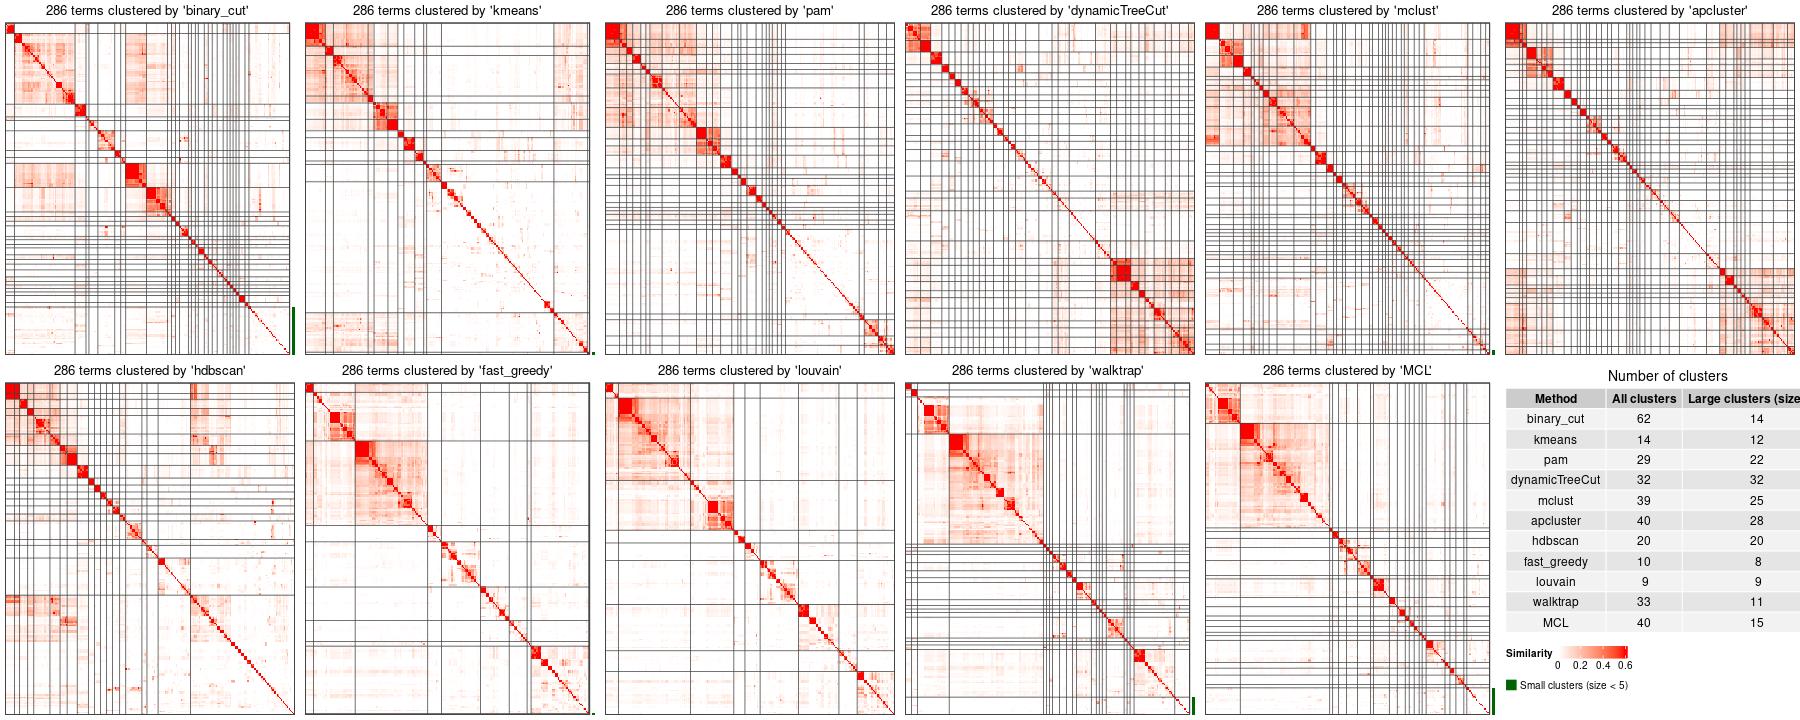 286 terms clustered by 'binary_cut'
286 terms clustered by 'kmeans'
286 terms clustered by 'pam'
286 terms clustered by 'dynamicTreeCut'
286 terms clustered by 'mclust'
286 terms clustered by 'apcluster'
286 terms clustered by 'hdbscan'
286 terms clustered by 'fast_greedy'
286 terms clustered by 'louvain'
286 terms clustered by 'walktrap'
286 terms clustered by 'MCL'
Number of clusters
Method All clusters Large clusters (size
binary_cut 62 14
kmeans 14 12
pam 29 22
dynamicTreeCut 32 32
mclust 39 25
apcluster 40 28
hdbscan 20 20
fast_greedy 10 8
louvain 9 9
walktrap 33 11
MCL 40 15
Similarity
0 0.2 0.4 0.6
Small clusters (size < 5)